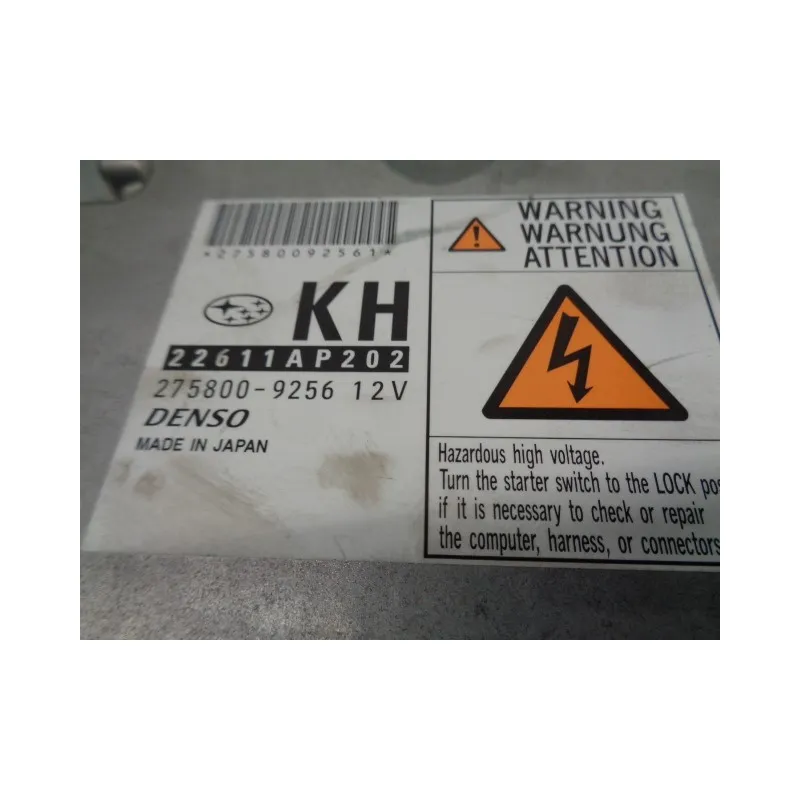 *27580092561*
KH
22611AP202
275800-9256 12V
DENSO
MADE IN JAPAN
WARNING
WARNUNG
ATTENTION
Hazardous high voltage.
Turn the starter switch to the LOCK pos
if it is necessary to check or repair
the computer, harness, or connectors